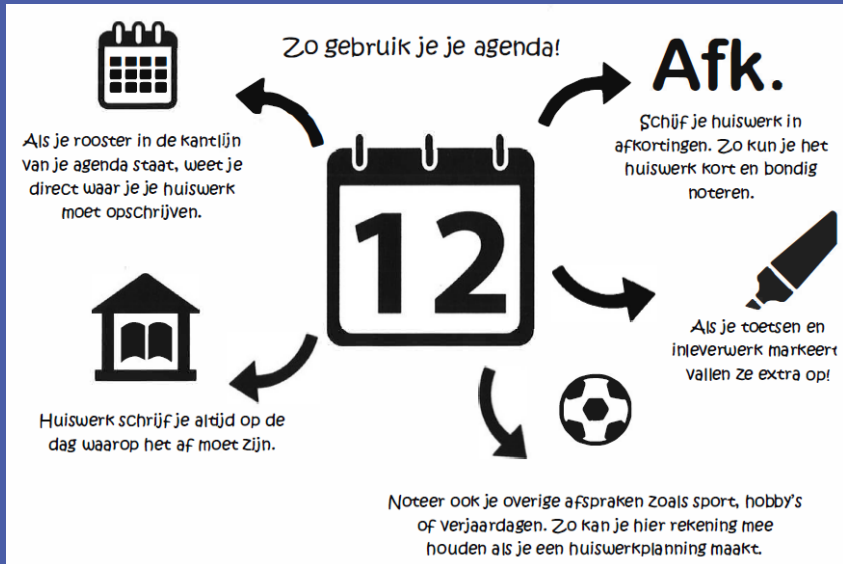 Zo gebruik je je agenda!
Als je rooster in de kantlijn
van je agenda staat, weet je
direct waar je je huiswerk
moet opschrijven.
Afk.
Schijf je huiswerk in
afkortingen. Zo kun je het
huiswerk kort en bondig
noteren.
12
Als je toetsen en
inleverwerk markeert
vallen ze extra op!
Huiswerk schrijf je altijd op de
dag waarop het af moet zijn.
Noteer ook je overige afspraken zoals sport, hobby's
of verjaardagen. Zo kan je hier rekening mee
houden als je een huiswerkplanning maakt.